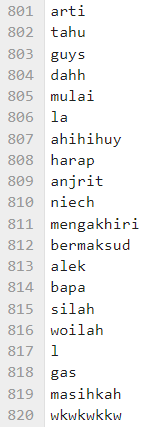 801 arti
802 tahu
803 guys
804 dahh
805 mulai
806 la
807 ahihihuy
808 harap
809 anjrit
810 niech
811 mengakhiri
812 bermaksud
813 alek
814 bapa
815 silah
816 woilah
817 l
818 gas
819 masihkah
820 wkwkwkkw